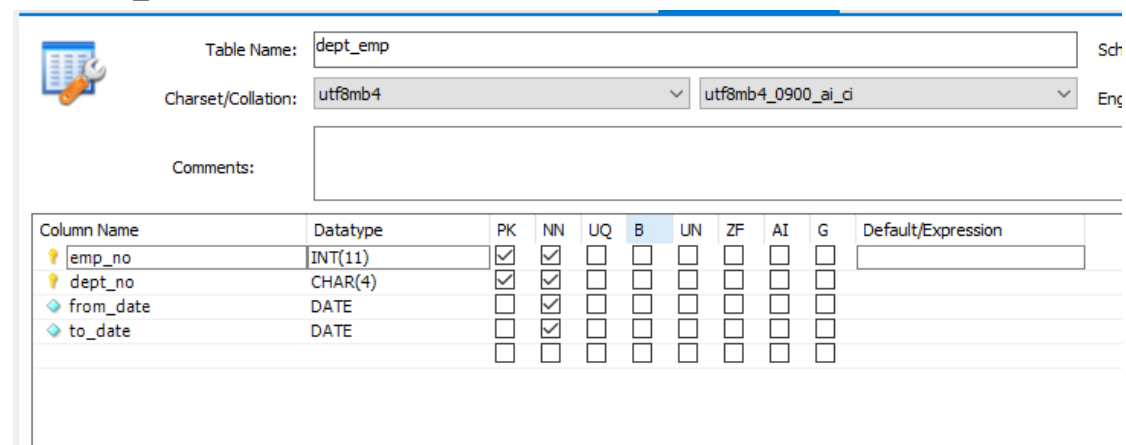 Table Name: dept_emp Sch
Charset/Collation: utf8mb4 utf8mb4_0900_ai_ci Eng
Comments:
Column Name Datatype PK NN UQ B UN ZF AI G Default/Expression
emp_no INT(11)
dept_no CHAR(4)
from_date DATE
to_date DATE